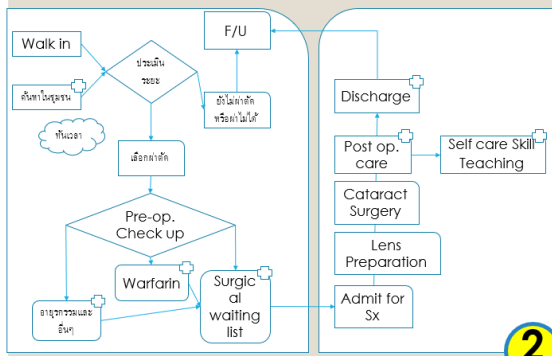 Walk in
ค้นหาในชุมชน
ทันเวลา
ประเมิน
ระยะ
F/U
ยังไม่ผ่าตัด
หรือผ่าไม่ได้
เลือกผ่าตัด
Pre-op.
Check up
Warfarin
อายุรกรรมและ
อื่นๆ
Surgic
al
waiting
list
Discharge
Post op.
care
Self care Skill
Teaching
Cataract
Surgery
Lens
Preparation
Admit for
Sx
2